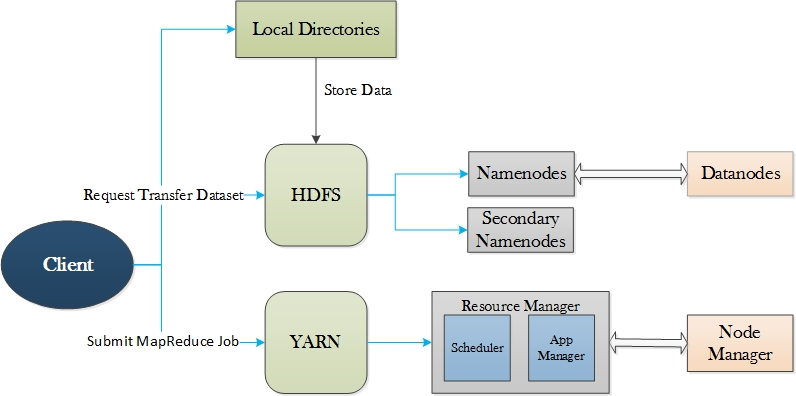 Local Directories
Store Data
Request Transfer Dataset
HDFS
Namenodes
Datanodes
Secondary
Namenodes
Client
Submit MapReduce Job
YARN
Resource Manager
Scheduler
App
Manager
Node
Manager